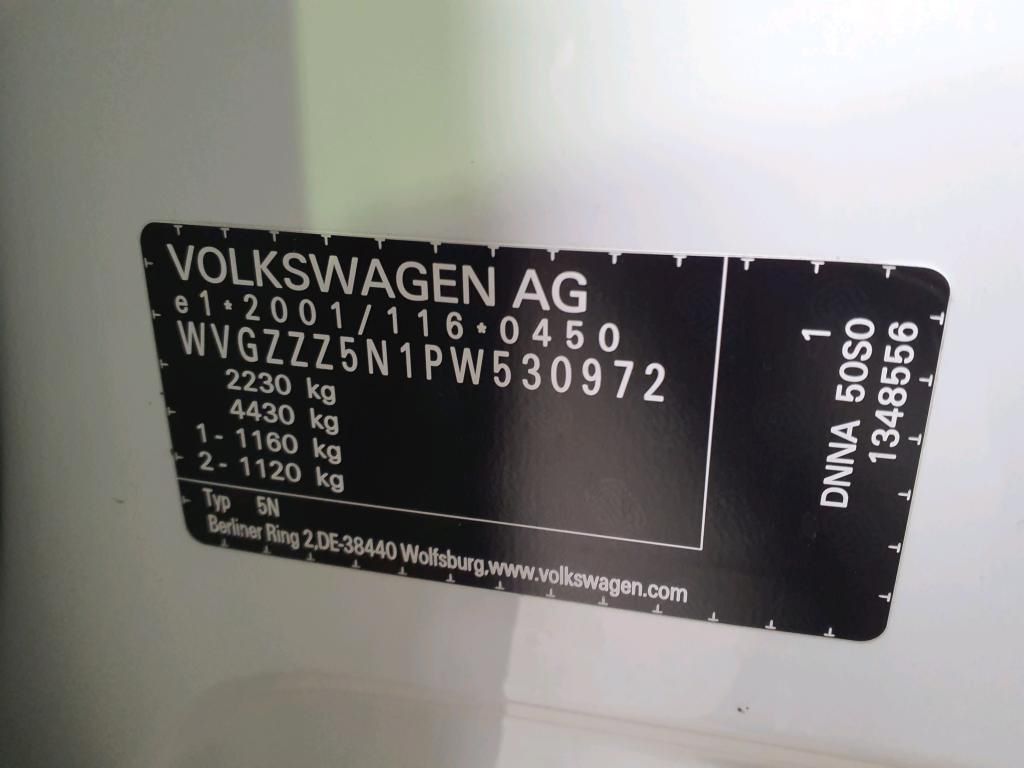 VOLKSWAGEN AG
e1*2001/116*0450
WVGZZZ5N1PW530972
2230 kg
4430 kg
1- 1160 kg
2- 1120 kg
Typ 5N
Berliner Ring 2,DE-38440 Wolfsburg,www.volkswagen.com
1
DNNA 50S0
1348556